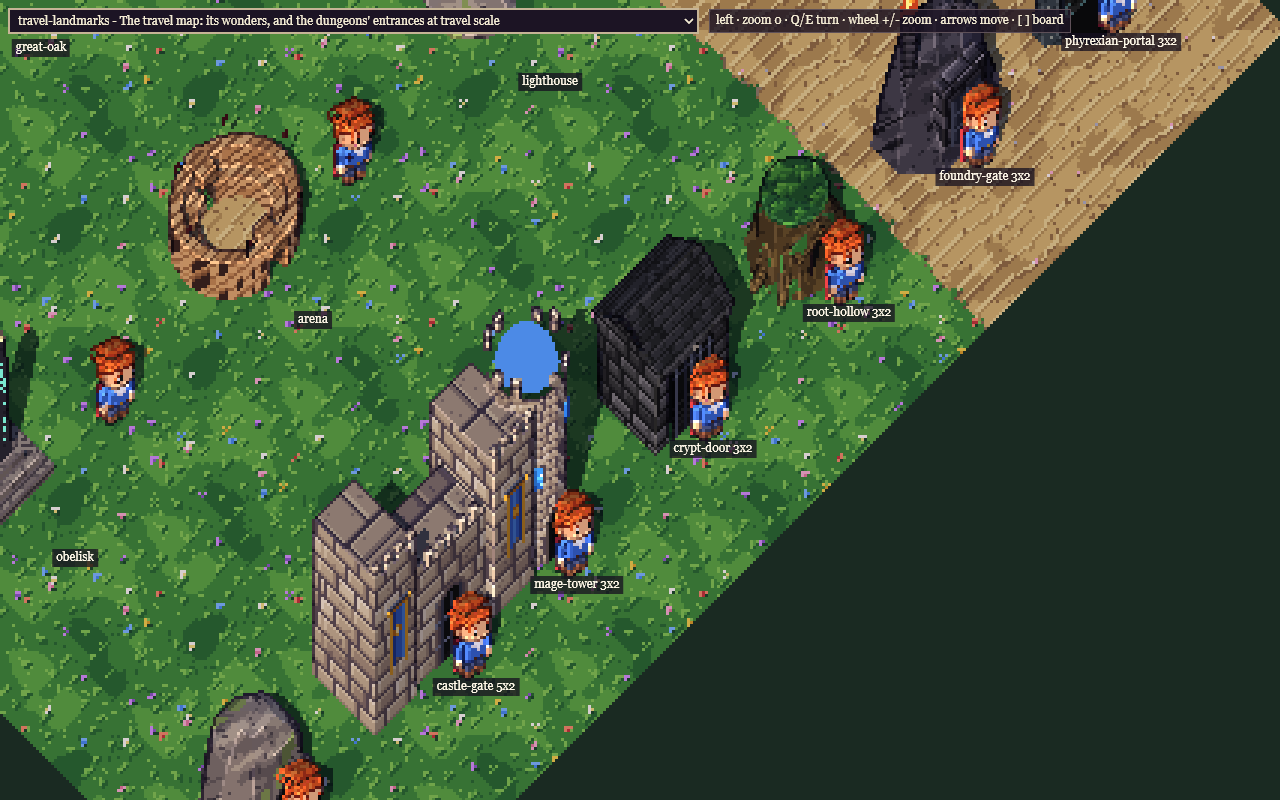 travel-landmarks - The travel map: its wonders, and the dungeons' entrances at travel scale
left · zoom 0 · Q/E turn · wheel +/- zoom · arrows move · [ ] board
great-oak
phyrexian-portal 3x2
lighthouse
foundry-gate 3x2
root-hollow 3x2
arena
crypt-door 3x2
obelisk
mage-tower 3x2
castle-gate 5x2